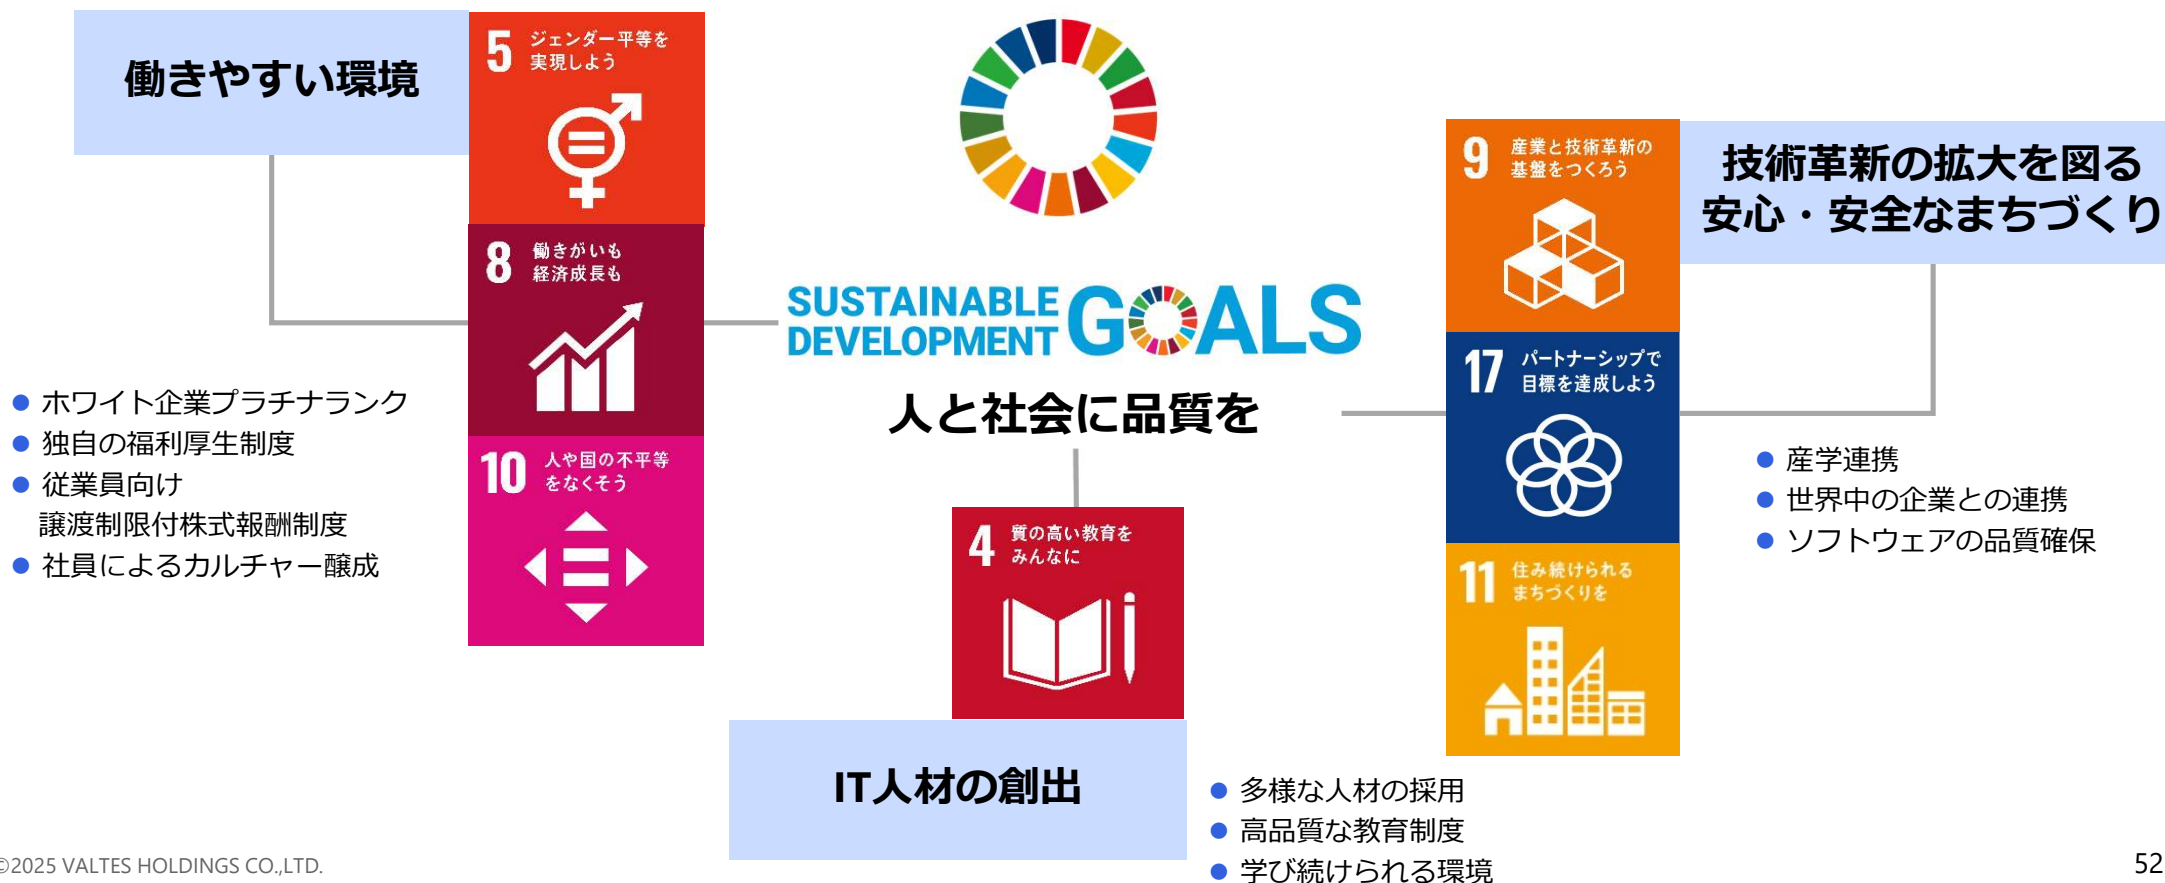 働きやすい環境
5 ジェンダー平等を
実現しよう
8 働きがいも
経済成長も
10 人や国の不平等
をなくそう
● ホワイト企業プラチナランク
● 独自の福利厚生制度
● 従業員向け
譲渡制限付株式報酬制度
● 社員によるカルチャー醸成
SUSTAINABLE
DEVELOPMENT
GOALS
人と社会に品質を
4 質の高い教育を
みんなに
IT人材の創出
● 多様な人材の採用
● 高品質な教育制度
● 学び続けられる環境
9 産業と技術革新の
基盤をつくろう
17 パートナーシップで
目標を達成しよう
11 住み続けられる
まちづくりを
技術革新の拡大を図る
安心・安全なまちづくり
● 産学連携
● 世界中の企業との連携
● ソフトウェアの品質確保
©2025 VALTES HOLDINGS CO.,LTD.
52